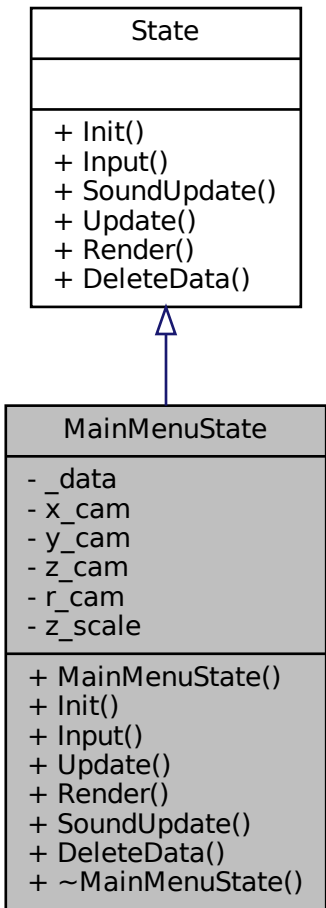 State
+ Init()
+ Input()
+ SoundUpdate()
+ Update()
+ Render()
+ DeleteData()
MainMenuState
- _data
- x_cam
- y_cam
- z_cam
- r_cam
- z_scale
+ MainMenuState()
+ Init()
+ Input()
+ Update()
+ Render()
+ SoundUpdate()
+ DeleteData()
+ ~MainMenuState()